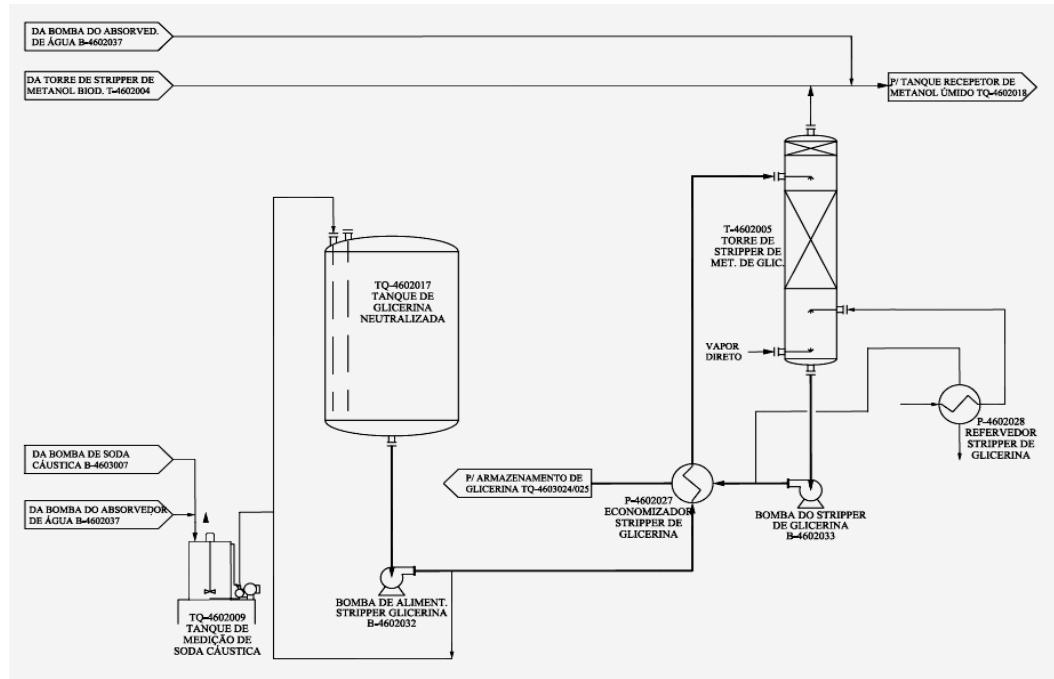 DA BOMBA DO ABSORVED.
DE ÁGUA B-4602037
DA TORRE DE STRIPPER DE
METANOL BIOD. T-4602004
P/ TANQUE RECEPETOR DE
METANOL ÚMIDO TQ-4602018
T-4602005
TORRE DE
STRIPPER DE
MET. DE GLIC.
TQ-4602017
TANQUE DE
GLICERINA
NEUTRALIZADA
VAPOR
DIRETO
P-4602028
REFERVEDOR
STRIPPER DE
GLICERINA
DA BOMBA DE SODA
CÁUSTICA B-4603007
P/ ARMAZENAMENTO DE
GLICERINA TQ-4603024/025
P-4602027
ECONOMIZADOR
STRIPPER DE
GLICERINA
BOMBA DO STRIPPER
DE GLICERINA
B-4602033
DA BOMBA DO ABSORVEDOR
DE ÁGUA B-4602037
BOMBA DE ALIMENT.
STRIPPER GLICERINA
B-4602032
TQ-4602009
TANQUE DE
MEDIÇÃO DE
SODA CÁUSTICA